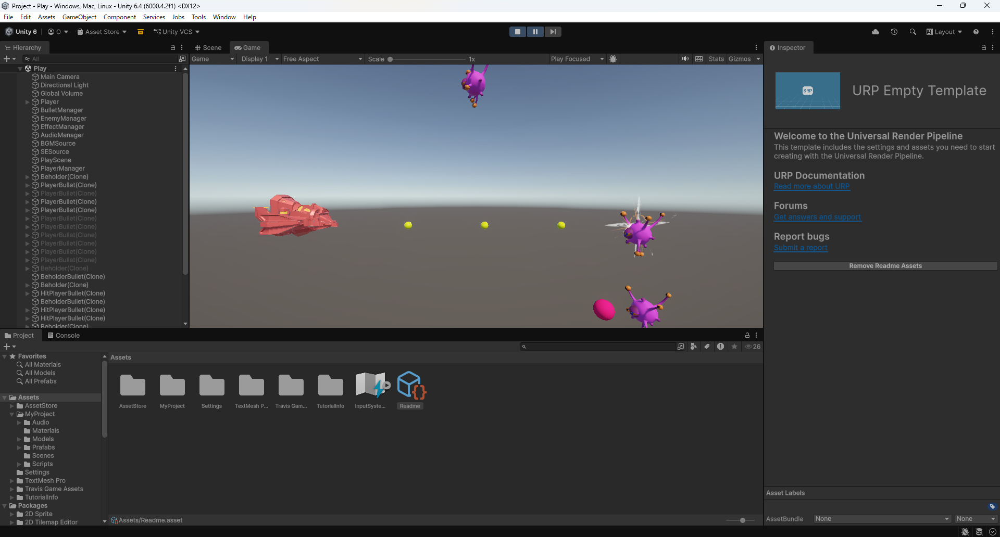 Project - Play - Windows, Mac, Linux - Unity 6.4 (6000.4.2f1) <DX12>
File Edit Assets GameObject Component Services Jobs Tools Window Help
Unity 6 O Asset Store Unity VCS Layout
Hierarchy
All
Play
Main Camera
Directional Light
Global Volume
Player
BulletManager
EnemyManager
EffectManager
AudioManager
BGMSource
SESource
PlayScene
PlayerManager
Beholder(Clone)
PlayerBullet(Clone)
PlayerBullet(Clone)
PlayerBullet(Clone)
PlayerBullet(Clone)
PlayerBullet(Clone)
PlayerBullet(Clone)
PlayerBullet(Clone)
PlayerBullet(Clone)
PlayerBullet(Clone)
PlayerBullet(Clone)
Beholder(Clone)
BeholderBullet(Clone)
Beholder(Clone)
HitPlayerBullet(Clone)
BeholderBullet(Clone)
HitPlayerBullet(Clone)
HitPlayerBullet(Clone)
Beholder(Clone)
Scene Game
Game Display 1 Free Aspect Scale 1x Play Focused Stats Gizmos
Inspector
SRP
URP Empty Template
Welcome to the Universal Render Pipeline
This template includes the settings and assets you need to start
creating with the Universal Render Pipeline.
URP Documentation
Read more about URP
Forums
Get answers and support
Report bugs
Submit a report
Remove Readme Assets
Project Console
26
Favorites
All Materials
All Models
All Prefabs
Assets
AssetStore
MyProject
Audio
Materials
Models
Prafabs
Scenes
Scripts
Settings
TextMesh Pro
Travis Game Assets
TutorialInfo
Packages
2D Sprite
2D Tilemap Editor
Assets
AssetStore MyProject Settings TextMesh P... Travis Gam... TutorialInfo InputSyste... Readme
Assets/Readme.asset
Asset Labels
AssetBundle None None